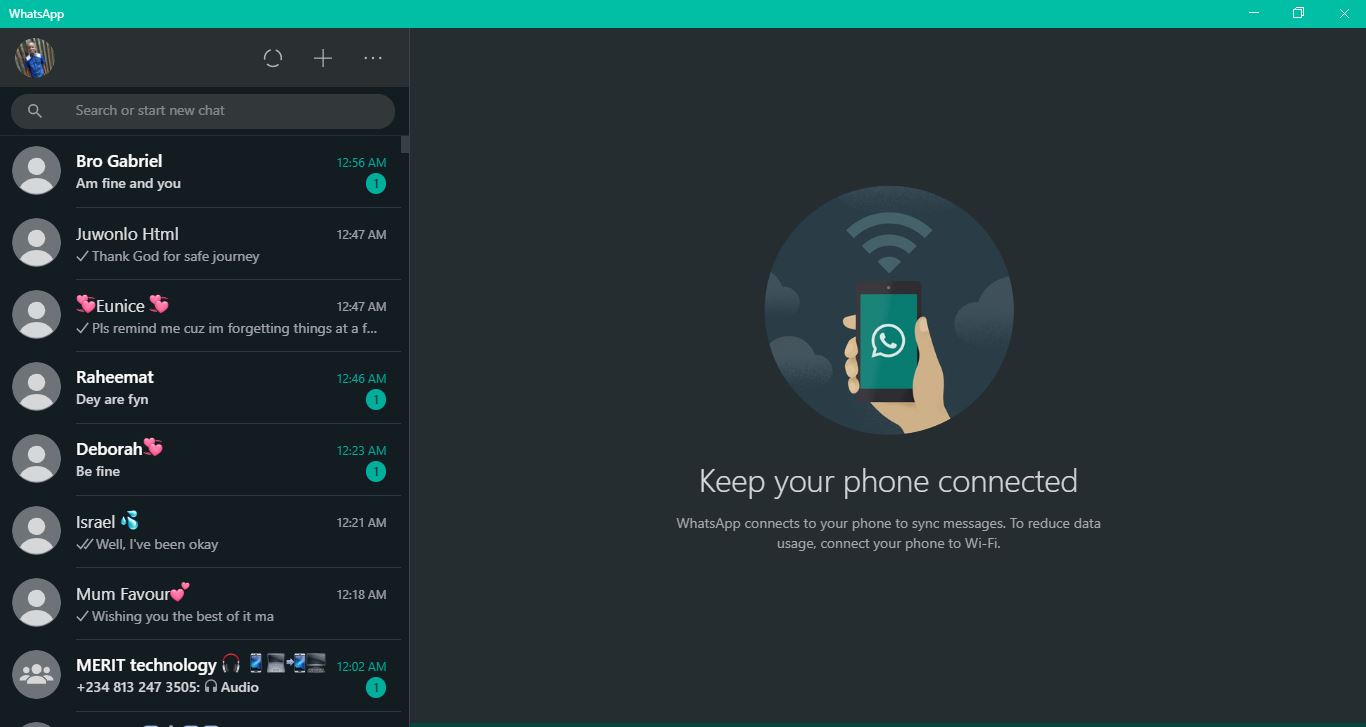 WhatsApp
Search or start new chat
Bro Gabriel 12:56 AM
Am fine and you 1
Juwonlo Html 12:47 AM
Thank God for safe journey
💞Eunice 💞 12:47 AM
Pls remind me cuz im forgetting things at a f...
Raheemat 12:46 AM
Dey are fyn 1
Deborah💞 12:23 AM
Be fine 1
Israel 💦 12:21 AM
Well, I've been okay
Mum Favour💕 12:18 AM
Wishing you the best of it ma
MERIT technology 🎧 📱💻📲💻 12:02 AM
+234 813 247 3505: 🎧 Audio 1
Keep your phone connected
WhatsApp connects to your phone to sync messages. To reduce data
usage, connect your phone to Wi-Fi.